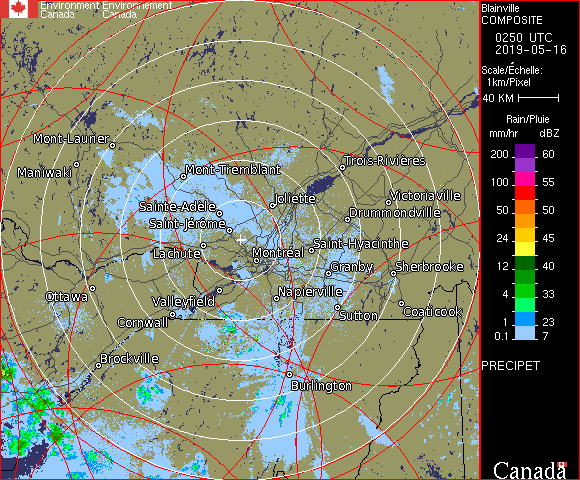 Environment Environnement
Canada Canada
Blainville
COMPOSITE
0250 UTC
2019-05-16
Scale/Échelle:
1km/Pixel
40 KM
Rain/Pluie
mm/hr dBZ
200 60
100 55
50 50
24 45
12 40
4 33
1 23
0.1 7
PRECIPET
Canada
Mont-Laurier
Maniwaki
Mont-Tremblant
Trois-Rivières
Joliette
Victoriaville
Sainte-Adele
Drummondville
Saint-Jérôme
Saint-Hyacinthe
Lachute
Montréal
Granby
Sherbrooke
Ottawa
Valleyfield
Napierville
Cornwall
Sutton
Coaticook
Brockville
Burlington